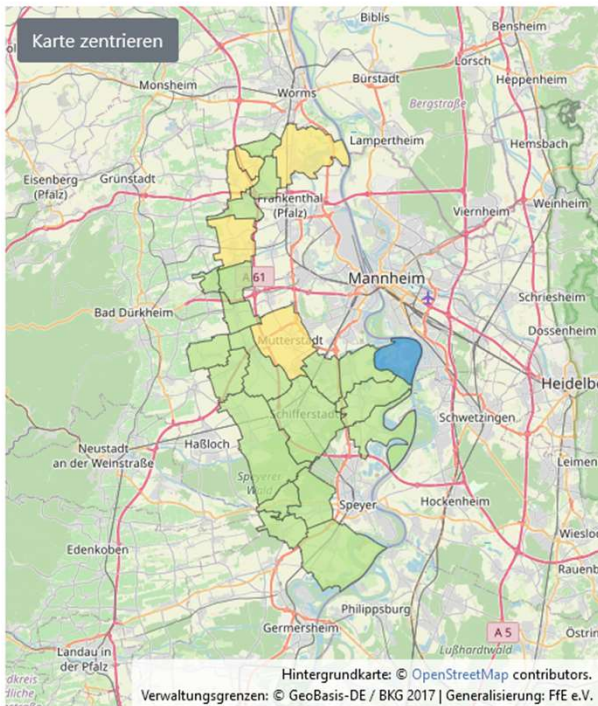 Biblis
Bensheim
Karte zentrieren
Lorsch
Monsheim
Bürstadt
Heppenheim
Worms
Bergstraße
Lampertheim
Hemsbach
Eisenberg
(Pfalz)
Grünstadt
Frankenthal
(Pfalz)
Viernheim
Weinheim
A 61
Mannheim
Schriesheim
Bad Dürkheim
Dossenheim
Mutterstadt
Heidelb
Schifferstadt
Schwetzingen
Neustadt
an der Weinstraße
Haßloch
Leimen
Speyerer
Wald
Speyer
Hockenheim
Wieslo
Edenkoben
Rauenb
Philippsburg
Germersheim
A 5
Östrin
Landau in
der Pfalz
Lußhardtwald
Hintergrundkarte: © OpenStreetMap contributors.
dkreis
dliche
Verwaltungsgrenzen: © GeoBasis-DE / BKG 2017 | Generalisierung: FfE e.V.